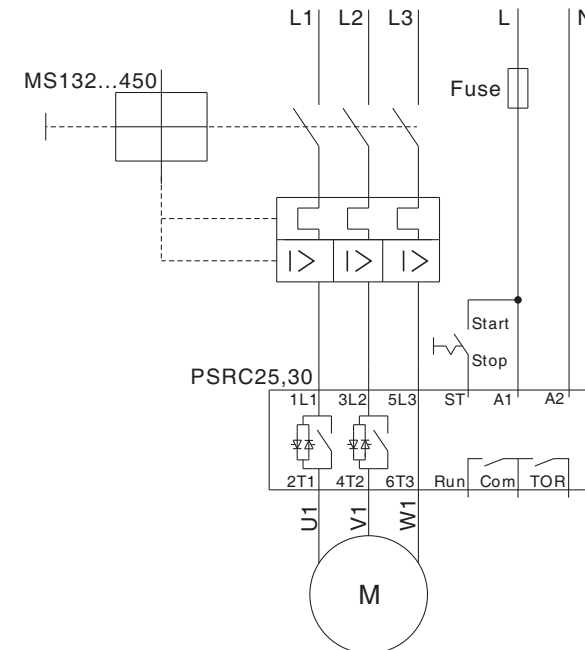 L1 L2 L3 L N
MS132...450
Fuse
I> I> I>
Start
Stop
PSRC25,30
1L1 3L2 5L3 ST A1 A2
2T1 4T2 6T3 Run Com TOR
U1 V1 W1
M